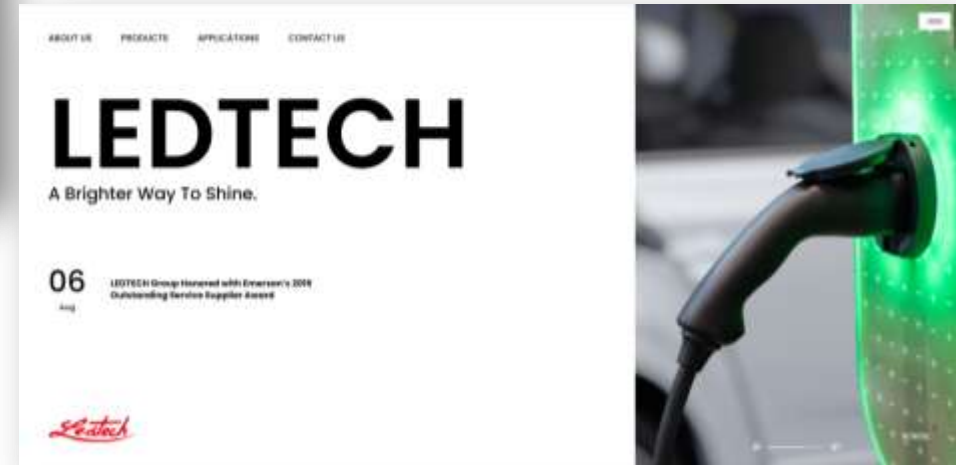 ABOUT US PRODUCTS APPLICATIONS CONTACT US
LEDTECH
A Brighter Way To Shine.
06
Aug
LEDTECH Group Honored with Emerson's 2019
Outstanding Service Supplier Award
Ledtech